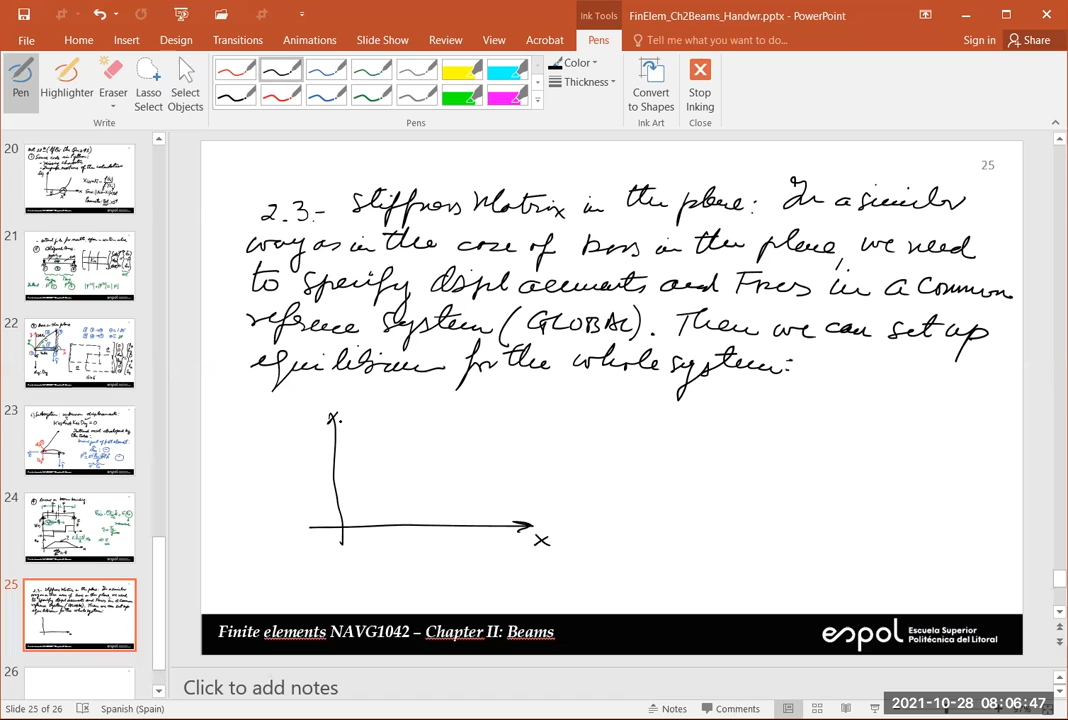 Ink Tools
FinElem_Ch2Beams_Handwr.pptx - PowerPoint
File Home Insert Design Transitions Animations Slide Show Review View Acrobat Pens Tell me what you want to do... Sign in Share
Pen Highlighter Eraser Lasso Select Select Objects
Color
Thickness
Convert to Shapes
Stop Inking
Write Pens Ink Art Close
20
21
22
23
24
25
26
25
2.3.- Stiffness Matrix in the plane: In a similar
way as in the case of bars in the plane, we need
to specify displacements and Forces in a common
reference system (GLOBAL). Then we can set up
equilibrium for the whole system:
x
Finite elements NAVG1042 – Chapter II: Beams
espol Escuela Superior
Politécnica del Litoral
Click to add notes
Slide 25 of 26 Spanish (Spain) Notes Comments
2021-10-28 08:06:47